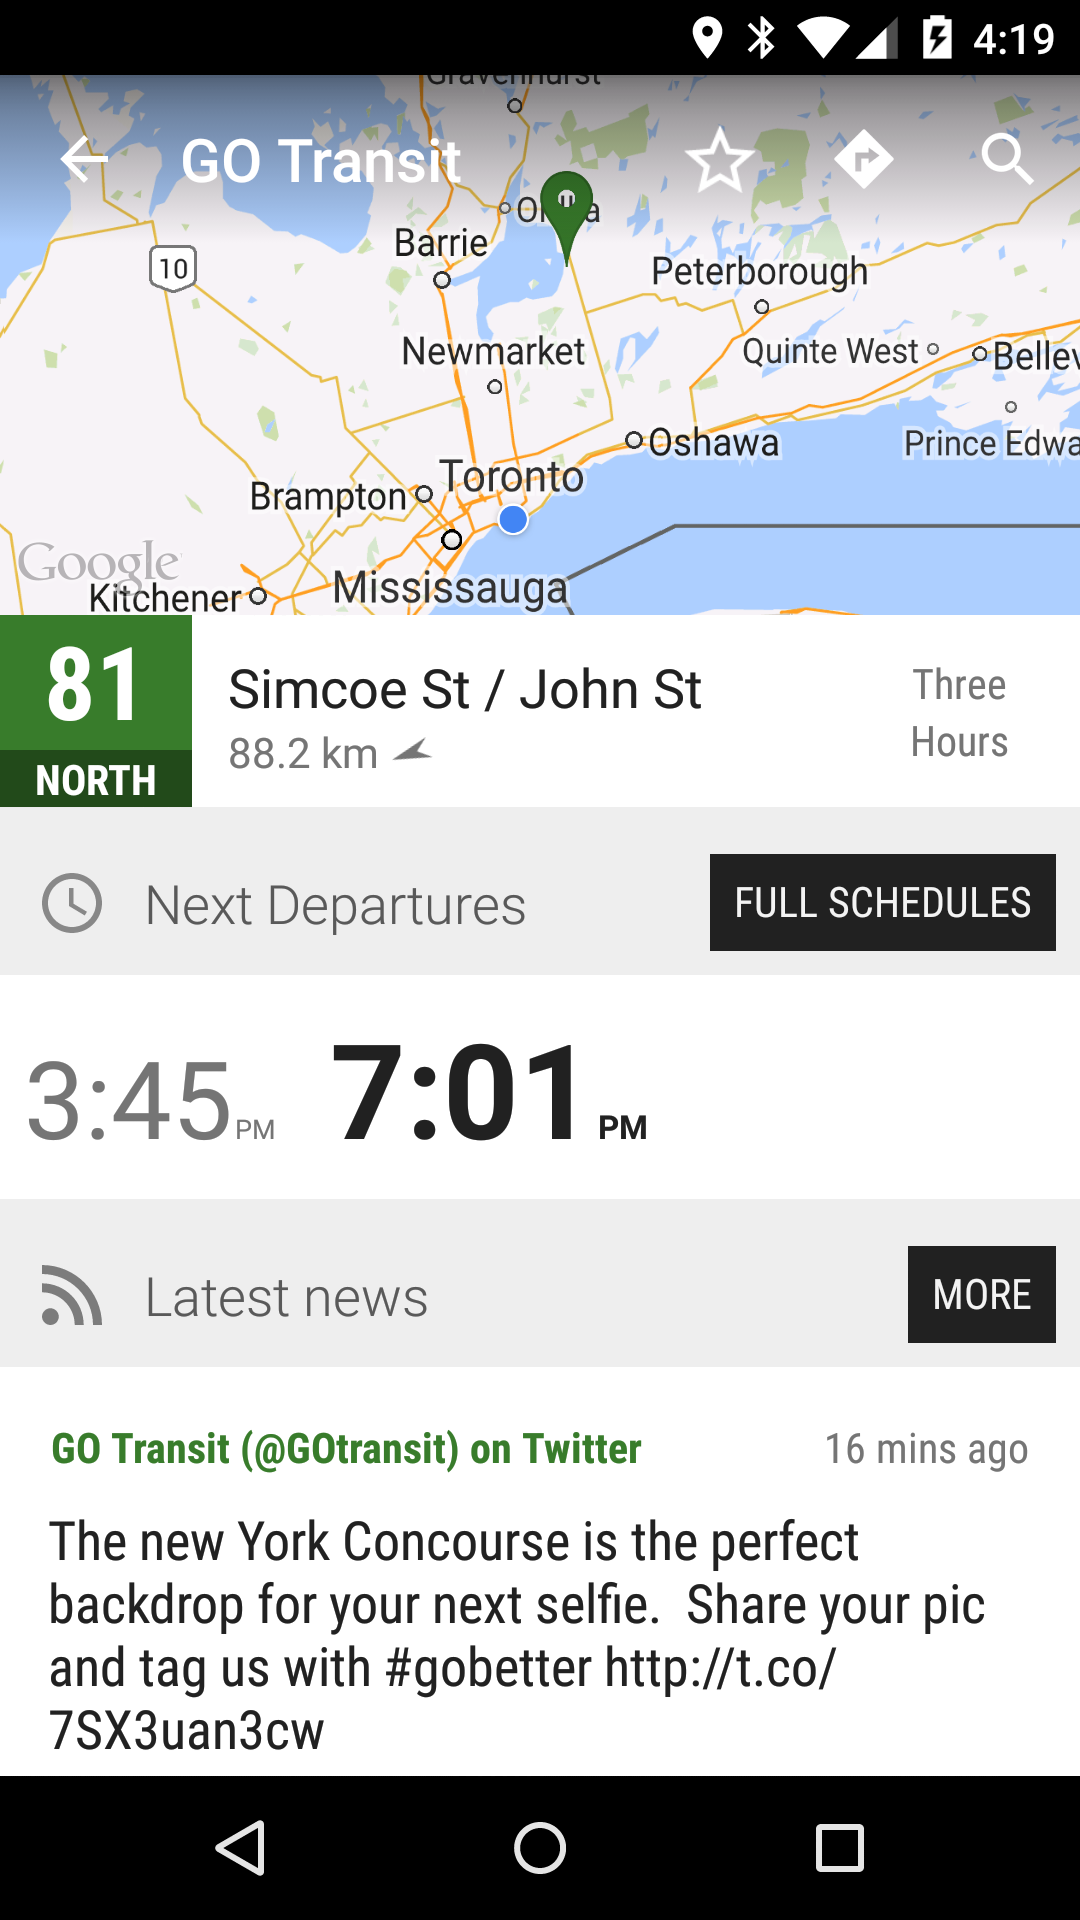 4:19
Gravenhurst
GO Transit
Barrie
10
Peterborough
Newmarket
Quinte West
Bellev
Prince Edwa
Oshawa
Toronto
Brampton
Google
Mississauga
Kitchener
81
NORTH
Simcoe St / John St
88.2 km
Three
Hours
Next Departures
FULL SCHEDULES
3:45 PM
7:01 PM
Latest news
MORE
GO Transit (@GOtransit) on Twitter
16 mins ago
The new York Concourse is the perfect
backdrop for your next selfie.  Share your pic
and tag us with #gobetter http://t.co/
7SX3uan3cw